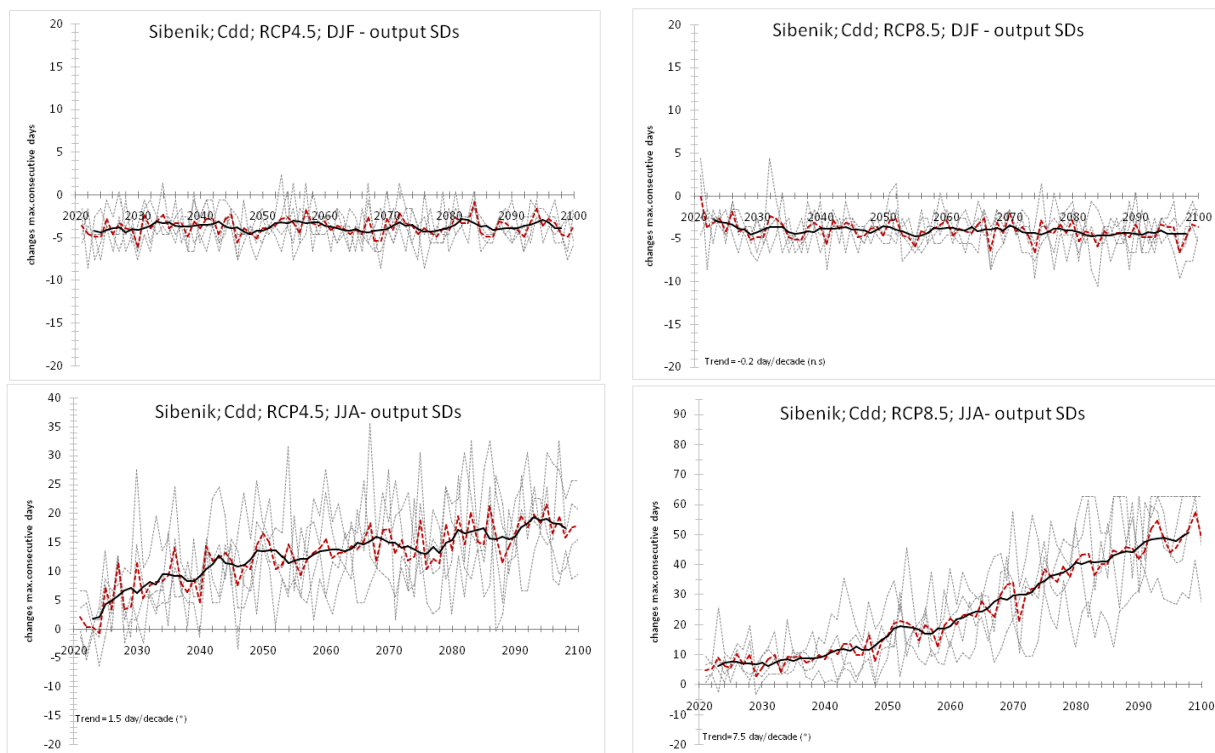 Sibenik; Cdd; RCP4.5; DJF - output SDs
changes max.consecutive days
20
15
10
5
0
-5
-10
-15
-20
2020 2030 2040 2050 2060 2070 2080 2090 2100
Sibenik; Cdd; RCP8.5; DJF - output SDs
changes max.consecutive days
20
15
10
5
0
-5
-10
-15
-20
2020 2030 2040 2050 2060 2070 2080 2090 2100
Trend= -0.2 day/decade (n.s)
Sibenik; Cdd; RCP4.5; JJA- output SDs
changes max.consecutive days
40
35
30
25
20
15
10
5
0
-5
-10
-15
-20
2020 2030 2040 2050 2060 2070 2080 2090 2100
Trend=1.5 day/decade (*)
Sibenik; Cdd; RCP8.5; JJA- output SDs
changes max.consecutive days
90
80
70
60
50
40
30
20
10
0
-10
-20
2020 2030 2040 2050 2060 2070 2080 2090 2100
Trend=7.5 day/decade (*)